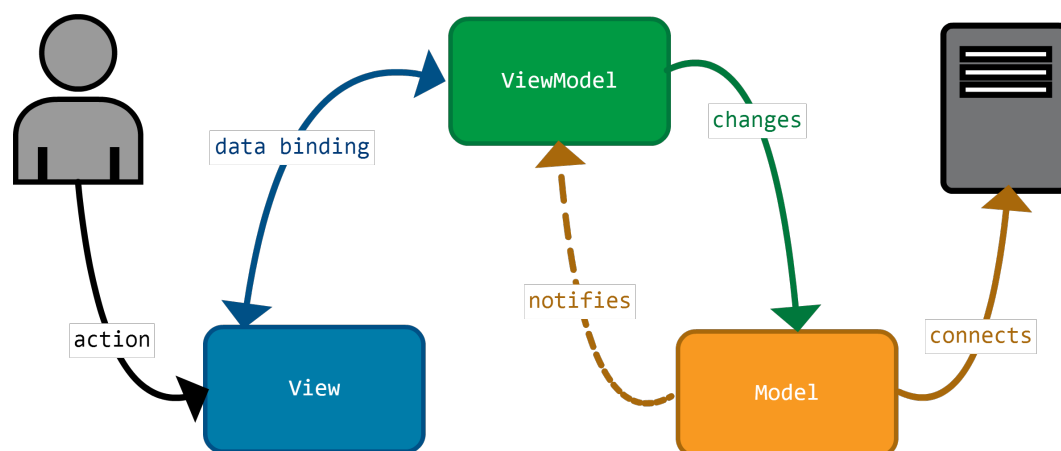 ViewModel
changes
data binding
notifies
action
connects
View
Model